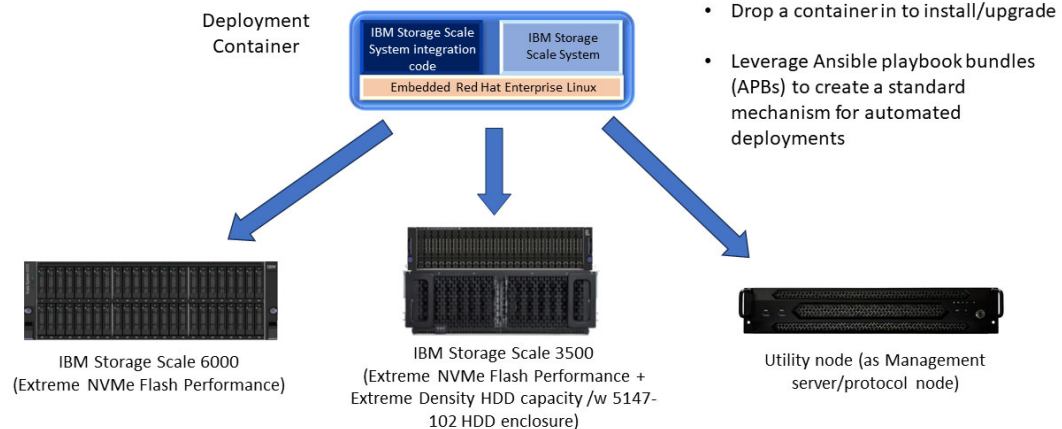 Deployment
Container
IBM Storage Scale
System integration
code
IBM Storage
Scale System
Embedded Red Hat Enterprise Linux
• Drop a container in to install/upgrade
• Leverage Ansible playbook bundles
(APBs) to create a standard
mechanism for automated
deployments
IBM
IBM Storage Scale 6000
(Extreme NVMe Flash Performance)
IBM Storage Scale 3500
(Extreme NVMe Flash Performance +
Extreme Density HDD capacity /w 5147-
102 HDD enclosure)
Utility node (as Management
server/protocol node)